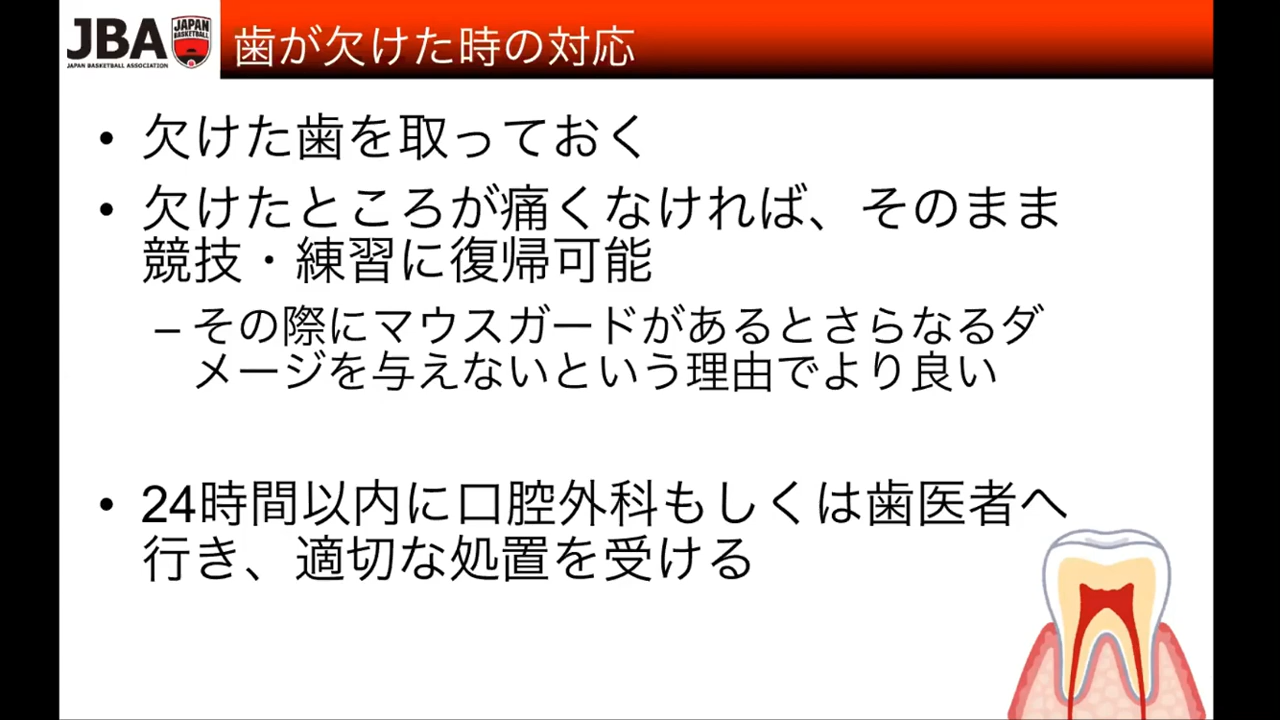 JBA
JAPAN BASKETBALL ASSOCIATION
JAPAN
BASKETBALL
歯が欠けた時の対応
• 欠けた歯を取っておく
• 欠けたところが痛くなければ、そのまま
競技・練習に復帰可能
– その際にマウスガードがあるとさらなるダ
メージを与えないという理由でより良い
• 24時間以内に口腔外科もしくは歯医者へ
行き、適切な処置を受ける